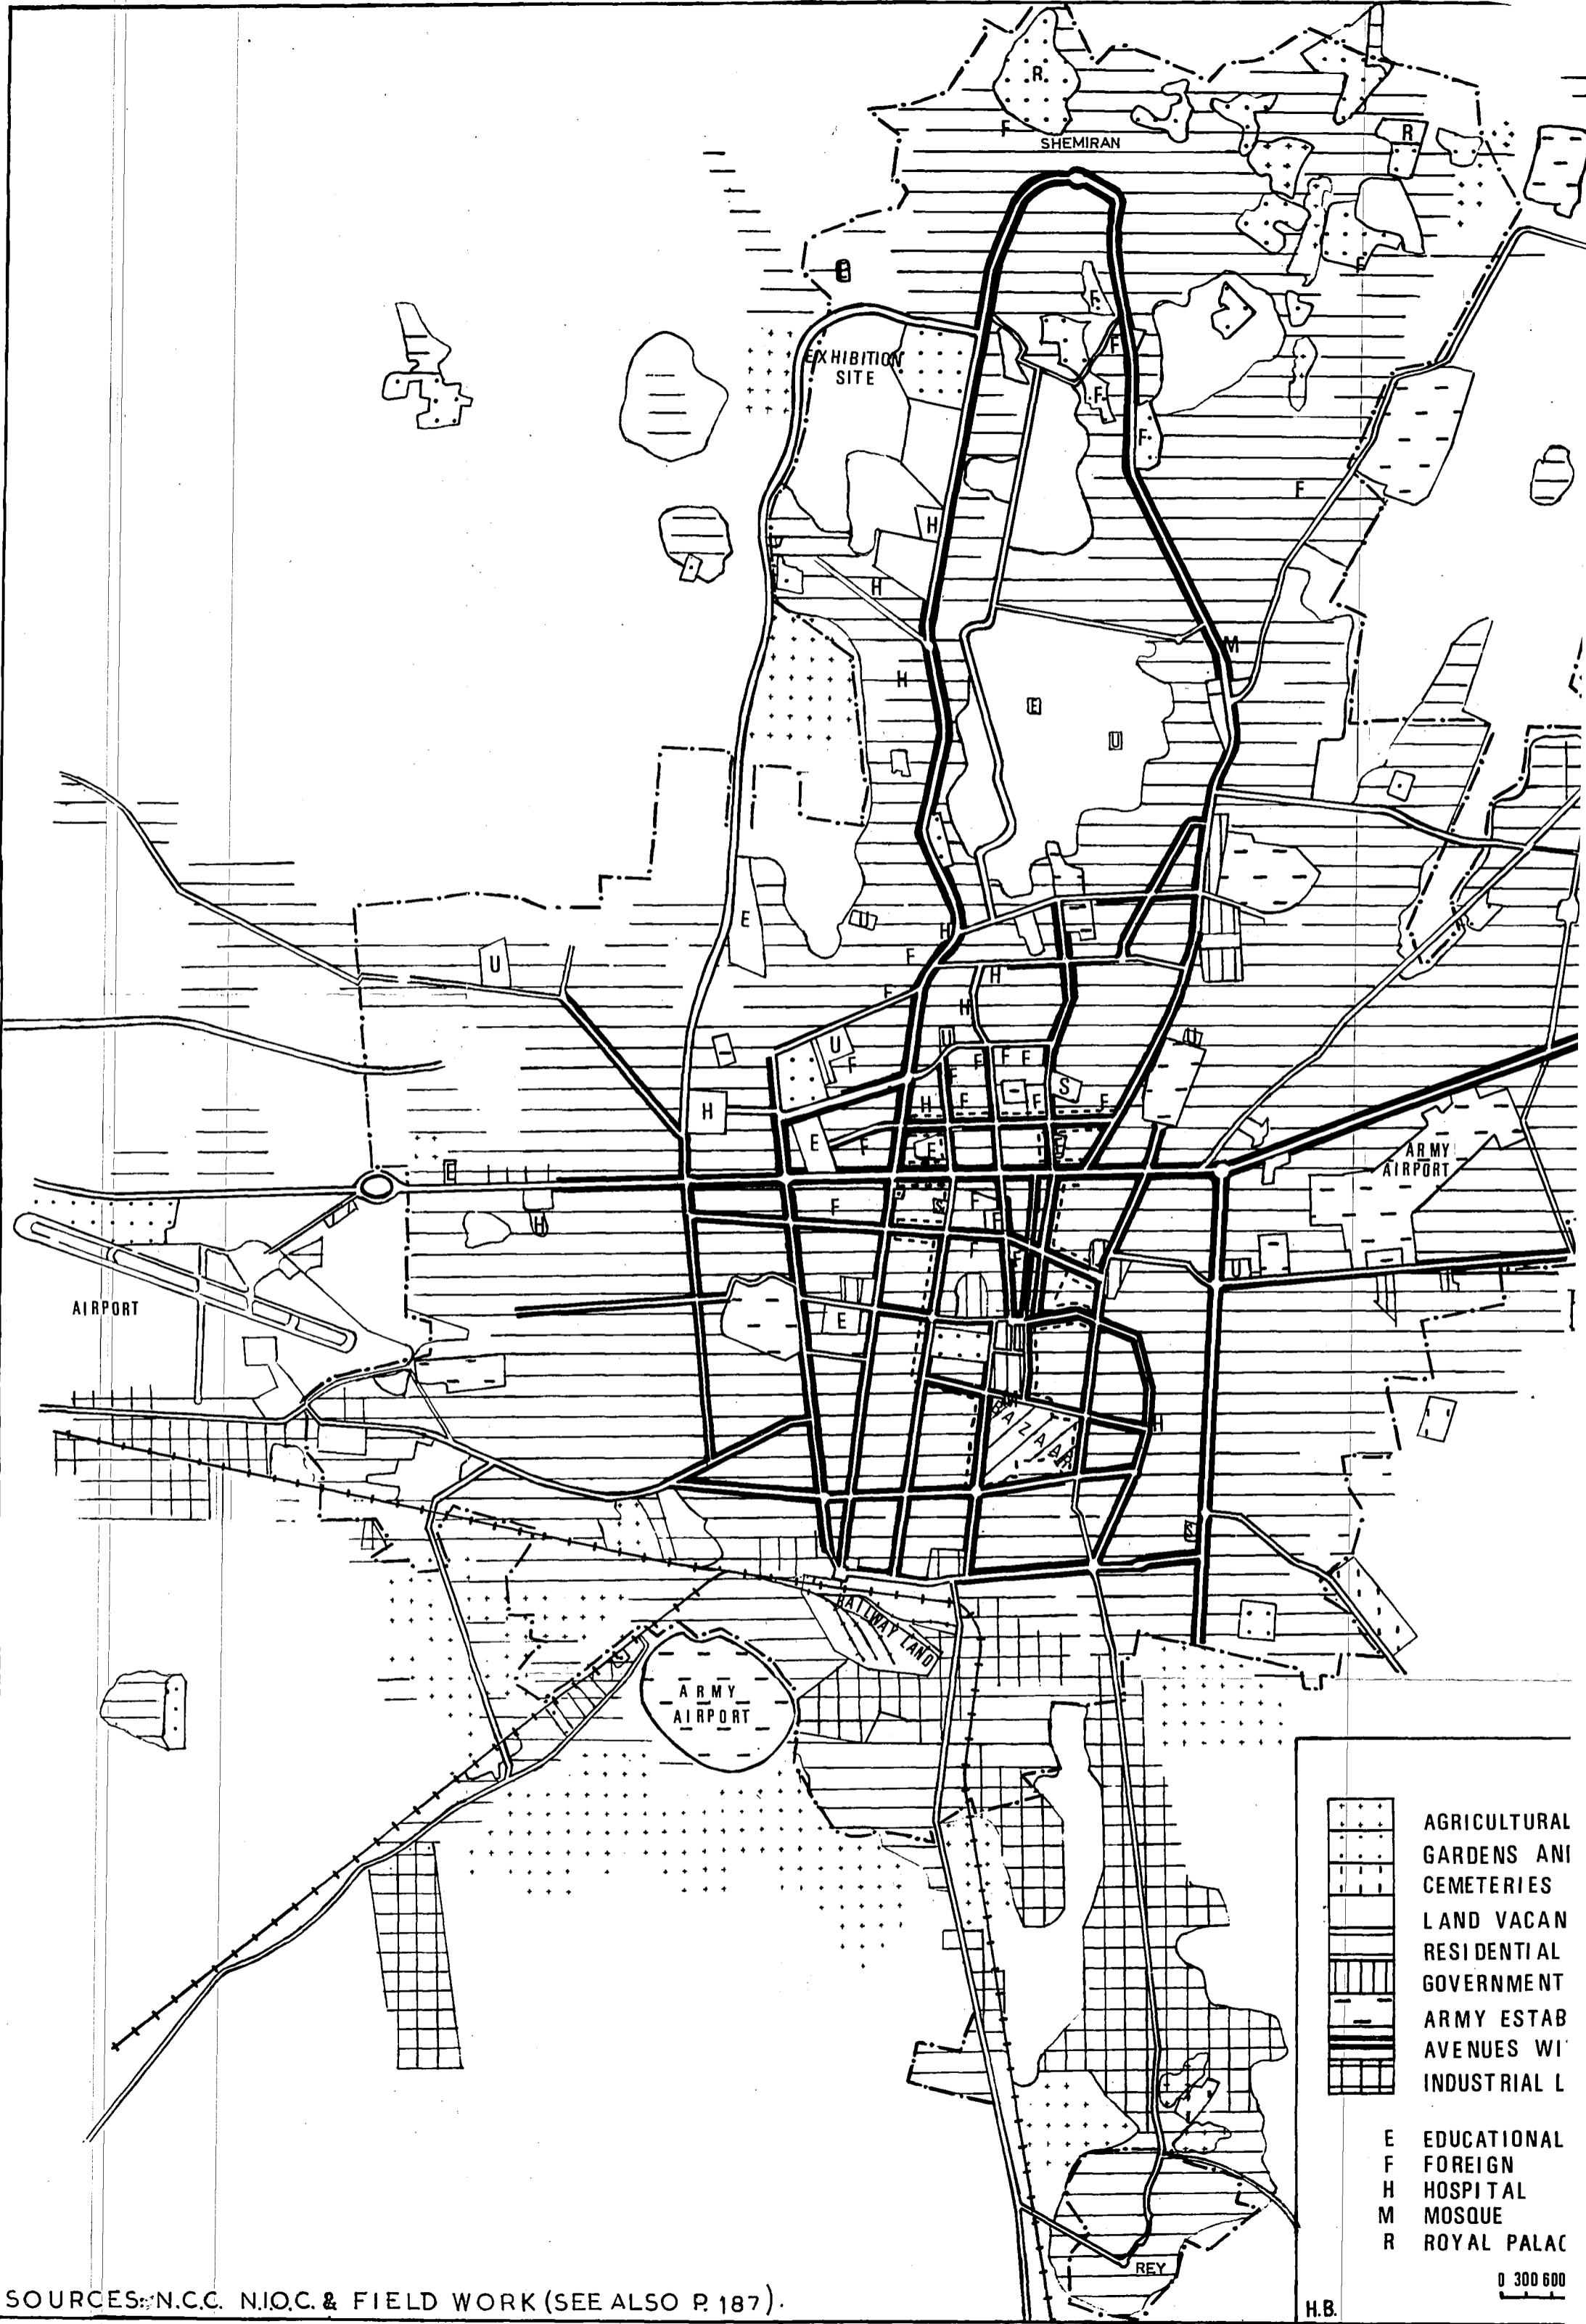 R
F
SHEMIRAN
R
F
E
F
EXHIBITION
SITE
F
F
F
F
H
H
M
H
E
U
E
U
H
F
U
H
F
H
U
U
U
F
F
F
F
F
S
H
H
F
F
F
E
F
E
ARMY
AIRPORT
E
F
F
H
F
U
AIRPORT
E
M
BAZAAR
H
RAILWAY LAND
ARMY
AIRPORT
AGRICULTURAL
GARDENS
CEMETERIES
LAND VACAN
RESIDENTIAL
GOVERNMENT
ARMY ESTAB
AVENUES WI
INDUSTRIAL L
E EDUCATIONAL
F FOREIGN
H HOSPITAL
M MOSQUE
R ROYAL PALAC
0 300 600
REY
H.B.
SOURCES: N.C.C. N.I.O.C. & FIELD WORK (SEE ALSO P. 187).